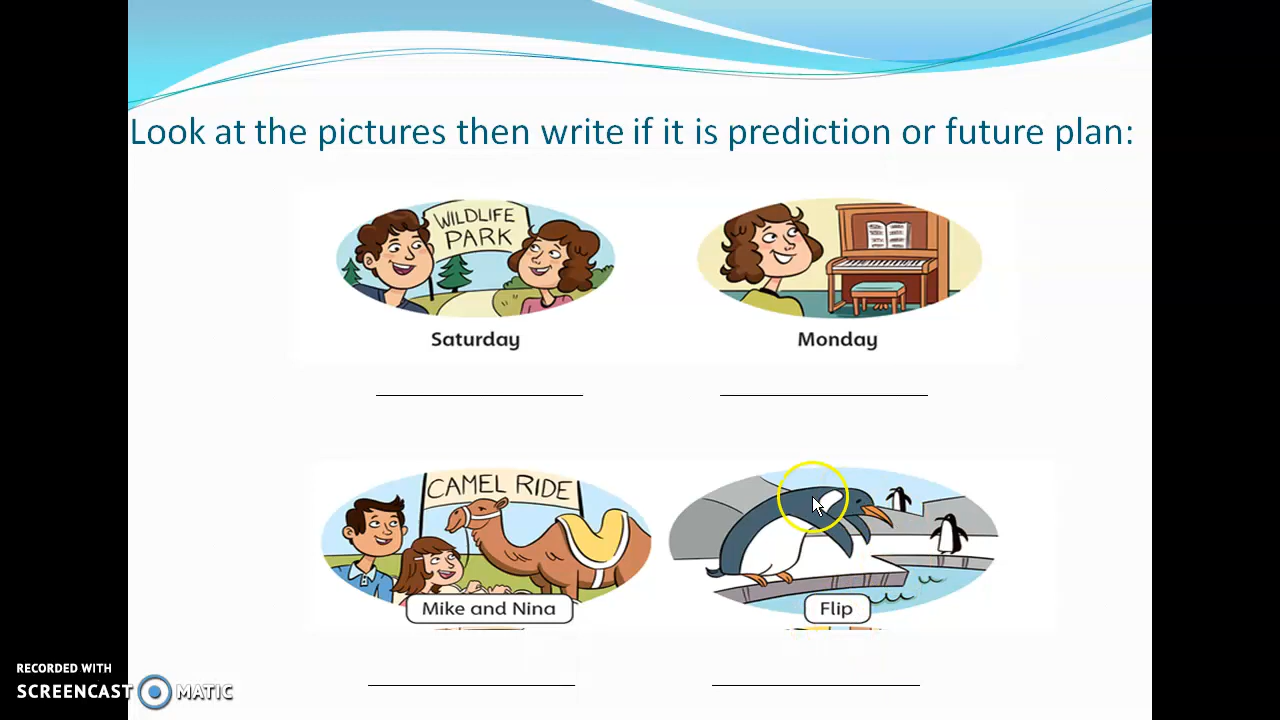 Look at the pictures then write if it is prediction or future plan:
WILDLIFE
PARK
Saturday
Monday
CAMEL RIDE
Mike and Nina
Flip
RECORDED WITH
SCREENCAST MATIC